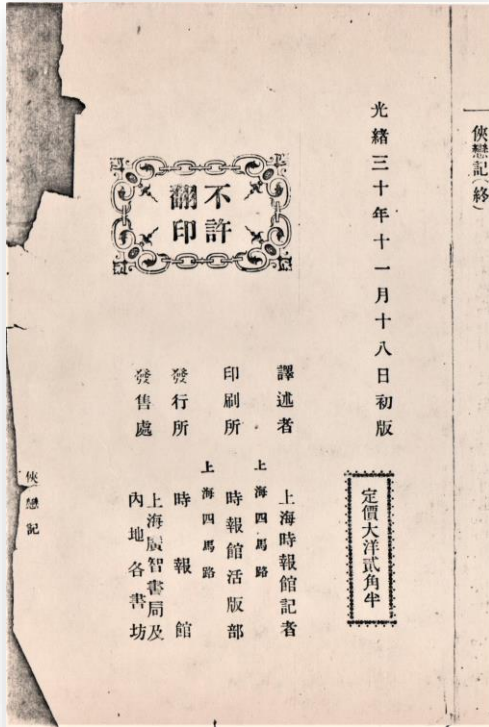 俠戀記(終)
光緒三十年十一月十八日初版
定價大洋貳角半
不許
翻印
譯述者 上海時報館記者
上海四馬路
印刷所 時報館活版部
上海四馬路
發行所 時報館
發售處 上海廣智書局及
內地各書坊
俠戀記